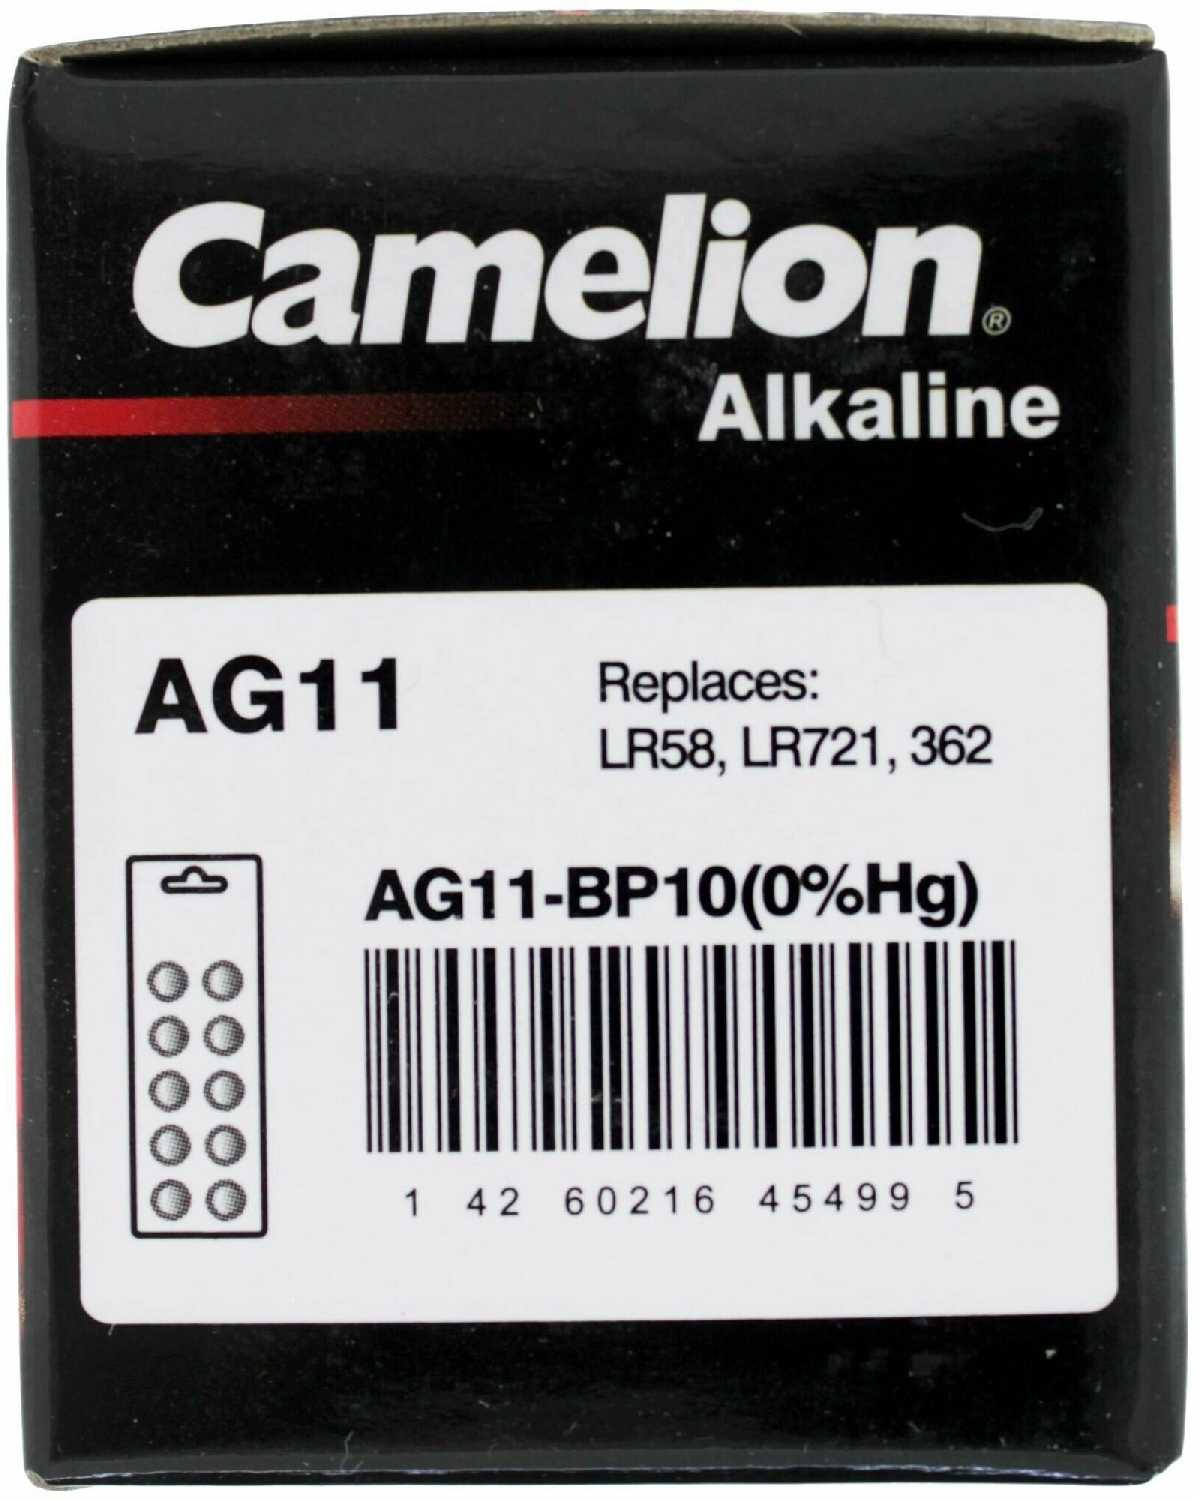 Camelion®
Alkaline
AG11
Replaces:
LR58, LR721, 362
AG11-BP10(0%Hg)
1 42 60216 45499 5